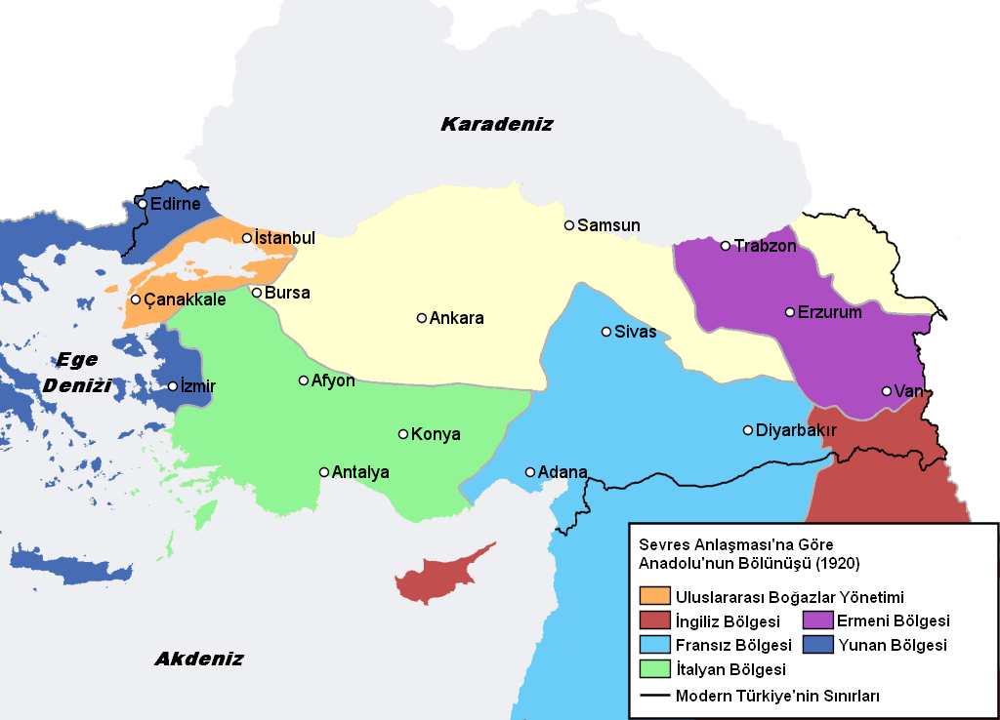 Karadeniz
Edirne
İstanbul
Samsun
Trabzon
Çanakkale
Bursa
Ankara
Erzurum
Sivas
Ege
Denizi
İzmir
Afyon
Van
Konya
Diyarbakır
Antalya
Adana
Akdeniz
Sevres Anlaşması'na Göre
Anadolu'nun Bölünüşü (1920)
Uluslararası Boğazlar Yönetimi
İngiliz Bölgesi
Ermeni Bölgesi
Fransız Bölgesi
Yunan Bölgesi
İtalyan Bölgesi
Modern Türkiye'nin Sınırları